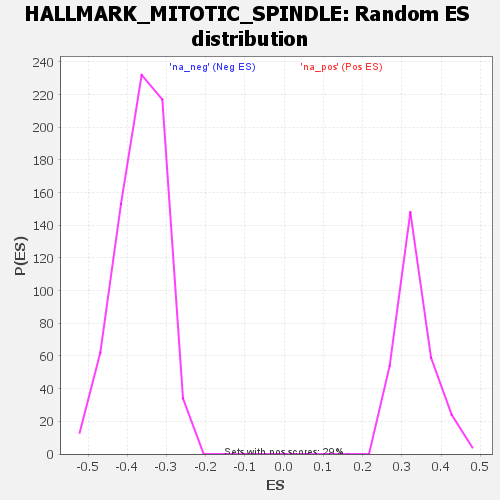 HALLMARK_MITOTIC_SPINDLE: Random ES
distribution
'na_neg' (Neg ES) 'na_pos' (Pos ES)
240
220
200
180
160
140
120
100
80
60
40
20
0
P(ES)
Sets with pos scores: 29%
-0.5 -0.4 -0.3 -0.2 -0.1 0.0 0.1 0.2 0.3 0.4 0.5
ES